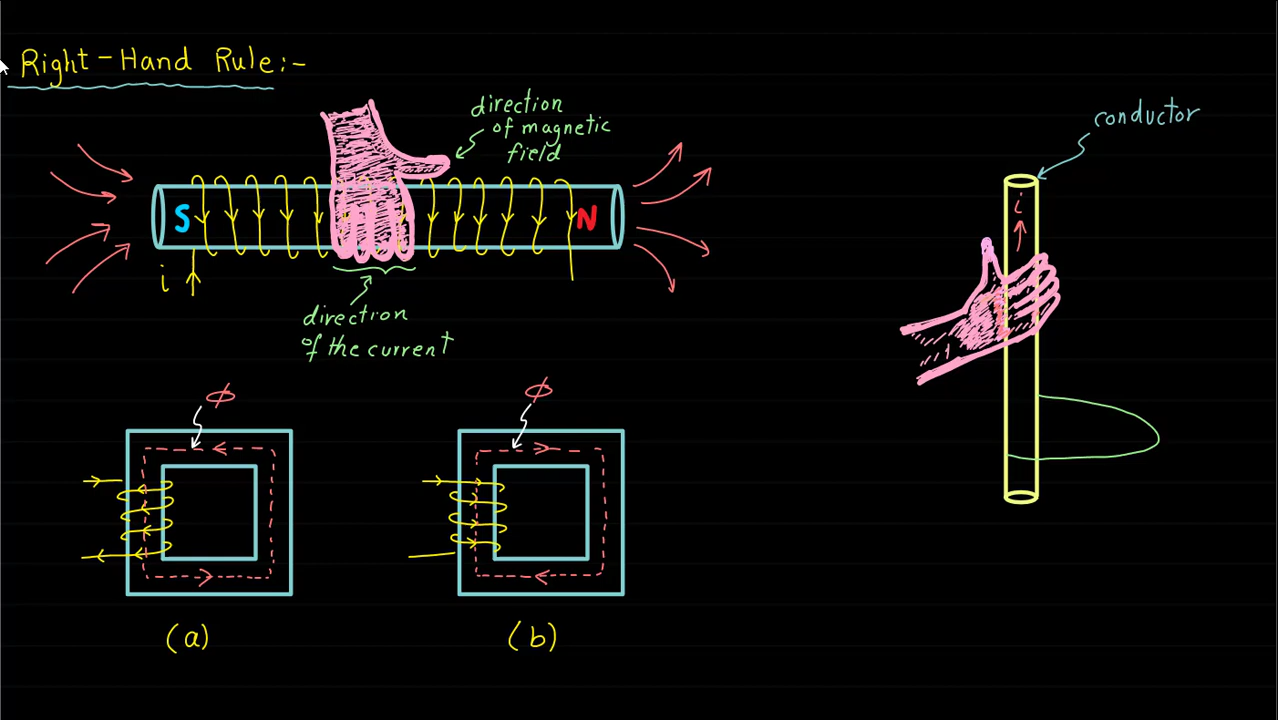 Right-Hand Rule:-
direction
of magnetic
field
conductor
S
N
i
i
direction
of the current
ϕ
ϕ
(a)
(b)